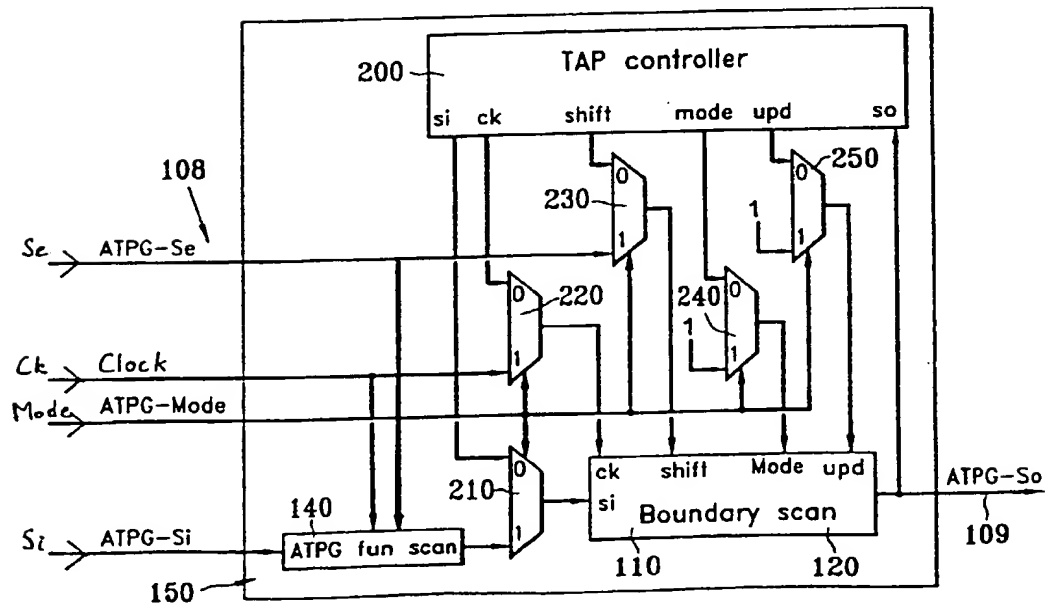 TAP controller
200
si ck shift mode upd so
108
230
0
1
250
0
1
1
Se ATPG-Se
220
0
1
240
0
1
1
Ck Clock
Mode ATPG-Mode
210
0
1
ck shift Mode upd
si
Boundary scan
ATPG-So
109
140
ATPG fun scan
Si ATPG-Si
110
120
150